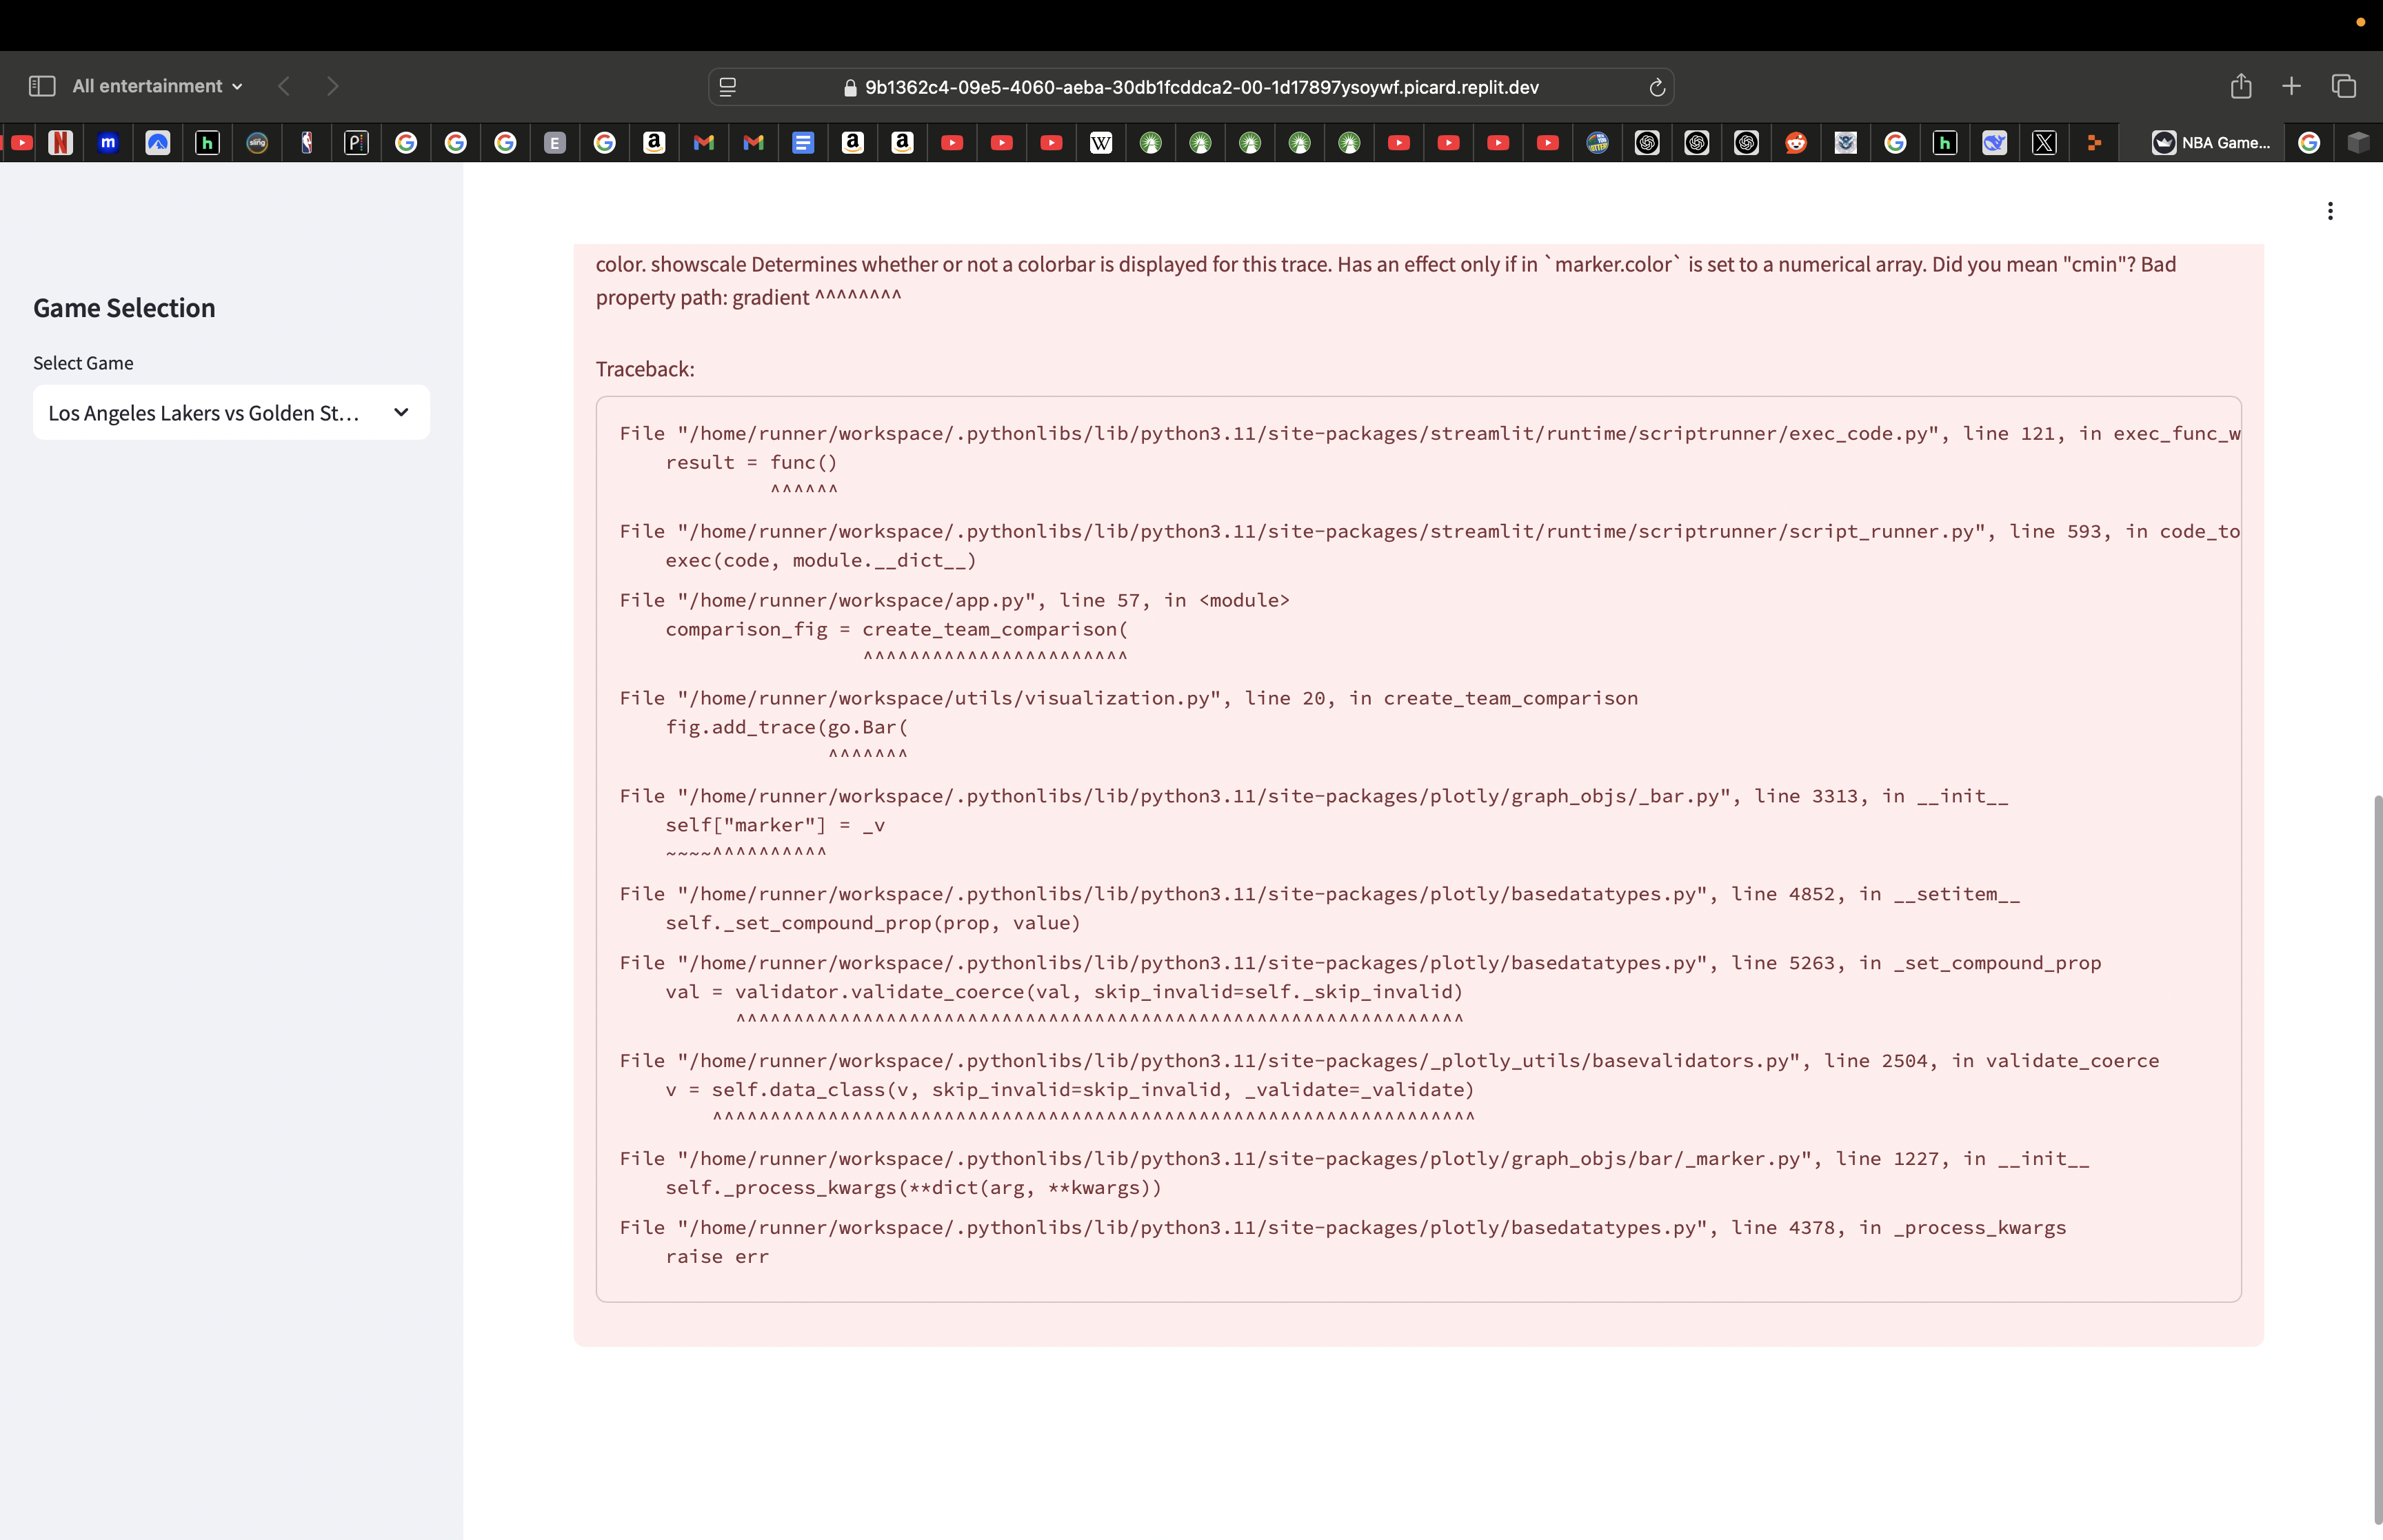 All entertainment
9b1362c4-09e5-4060-aeba-30db1fcddca2-00-1d17897ysoywf.picard.replit.dev
N
m
h
sling
P
E
a
a
a
W
h
X
NBA Game...
Game Selection
Select Game
Los Angeles Lakers vs Golden St...
color. showscale Determines whether or not a colorbar is displayed for this trace. Has an effect only if in `marker.color` is set to a numerical array. Did you mean "cmin"? Bad
property path: gradient ^^^^^^^^
Traceback:
File "/home/runner/workspace/.pythonlibs/lib/python3.11/site-packages/streamlit/runtime/scriptrunner/exec_code.py", line 121, in exec_func_w
result = func()
^^^^^^
File "/home/runner/workspace/.pythonlibs/lib/python3.11/site-packages/streamlit/runtime/scriptrunner/script_runner.py", line 593, in code_to
exec(code, module.__dict__)
File "/home/runner/workspace/app.py", line 57, in <module>
comparison_fig = create_team_comparison(
^^^^^^^^^^^^^^^^^^^^^^^
File "/home/runner/workspace/utils/visualization.py", line 20, in create_team_comparison
fig.add_trace(go.Bar(
^^^^^^^
File "/home/runner/workspace/.pythonlibs/lib/python3.11/site-packages/plotly/graph_objs/_bar.py", line 3313, in __init__
self["marker"] = _v
~~~~^^^^^^^^^^
File "/home/runner/workspace/.pythonlibs/lib/python3.11/site-packages/plotly/basedatatypes.py", line 4852, in __setitem__
self._set_compound_prop(prop, value)
File "/home/runner/workspace/.pythonlibs/lib/python3.11/site-packages/plotly/basedatatypes.py", line 5263, in _set_compound_prop
val = validator.validate_coerce(val, skip_invalid=self._skip_invalid)
^^^^^^^^^^^^^^^^^^^^^^^^^^^^^^^^^^^^^^^^^^^^^^^^^^^^^^^^^^^^^^^
File "/home/runner/workspace/.pythonlibs/lib/python3.11/site-packages/_plotly_utils/basevalidators.py", line 2504, in validate_coerce
v = self.data_class(v, skip_invalid=skip_invalid, _validate=_validate)
^^^^^^^^^^^^^^^^^^^^^^^^^^^^^^^^^^^^^^^^^^^^^^^^^^^^^^^^^^^^^^^^^^
File "/home/runner/workspace/.pythonlibs/lib/python3.11/site-packages/plotly/graph_objs/bar/_marker.py", line 1227, in __init__
self._process_kwargs(**dict(arg, **kwargs))
File "/home/runner/workspace/.pythonlibs/lib/python3.11/site-packages/plotly/basedatatypes.py", line 4378, in _process_kwargs
raise err